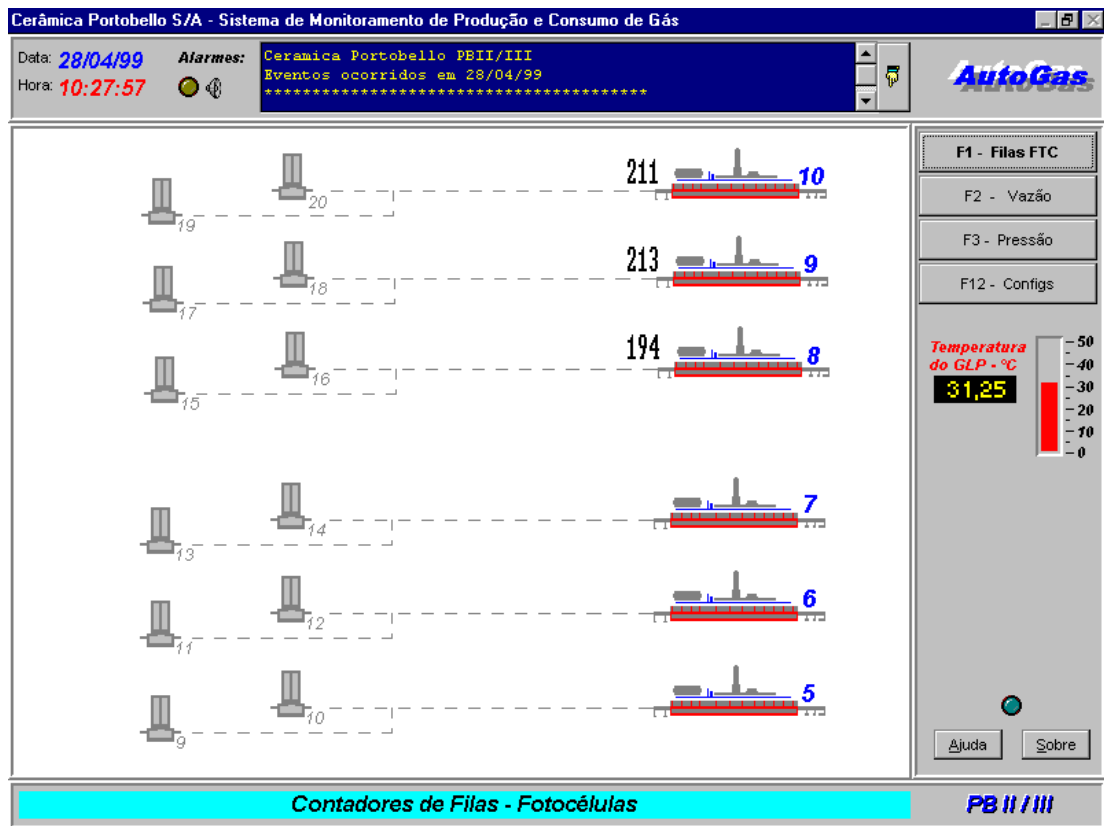 Cerâmica Portobello S/A - Sistema de Monitoramento de Produção e Consumo de Gás
Data: 28/04/99
Hora: 10:27:57
Alarmes:
Ceramica Portobello PBII/III
Eventos ocorridos em 28/04/99
****************************************
AutoGas
F1 - Filas FTC
F2 - Vazão
F3 - Pressão
F12 - Configs
Temperatura
do GLP - ºC
31,25
50
40
30
20
10
0
211
10
20
19
213
9
18
17
194
8
16
15
7
14
13
6
12
11
5
10
9
Ajuda
Sobre
Contadores de Filas - Fotocélulas
PB II / III